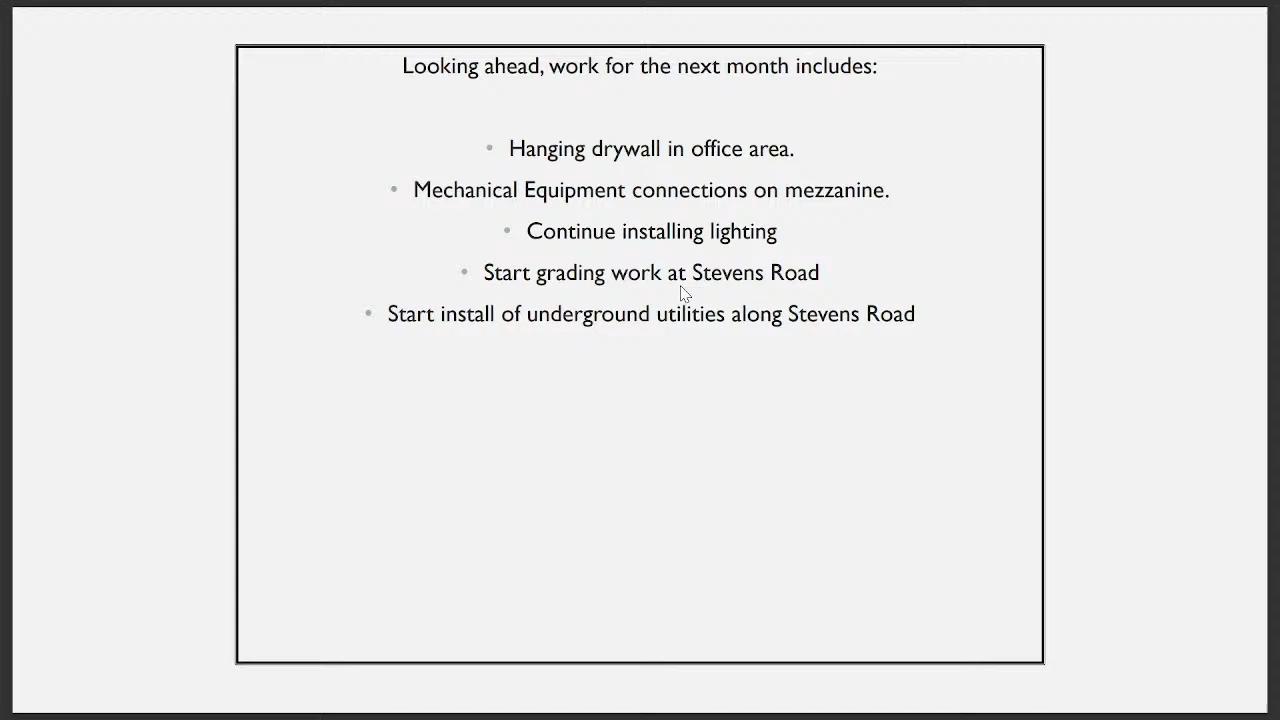 Looking ahead, work for the next month includes:
• Hanging drywall in office area.
• Mechanical Equipment connections on mezzanine.
• Continue installing lighting
• Start grading work at Stevens Road
• Start install of underground utilities along Stevens Road